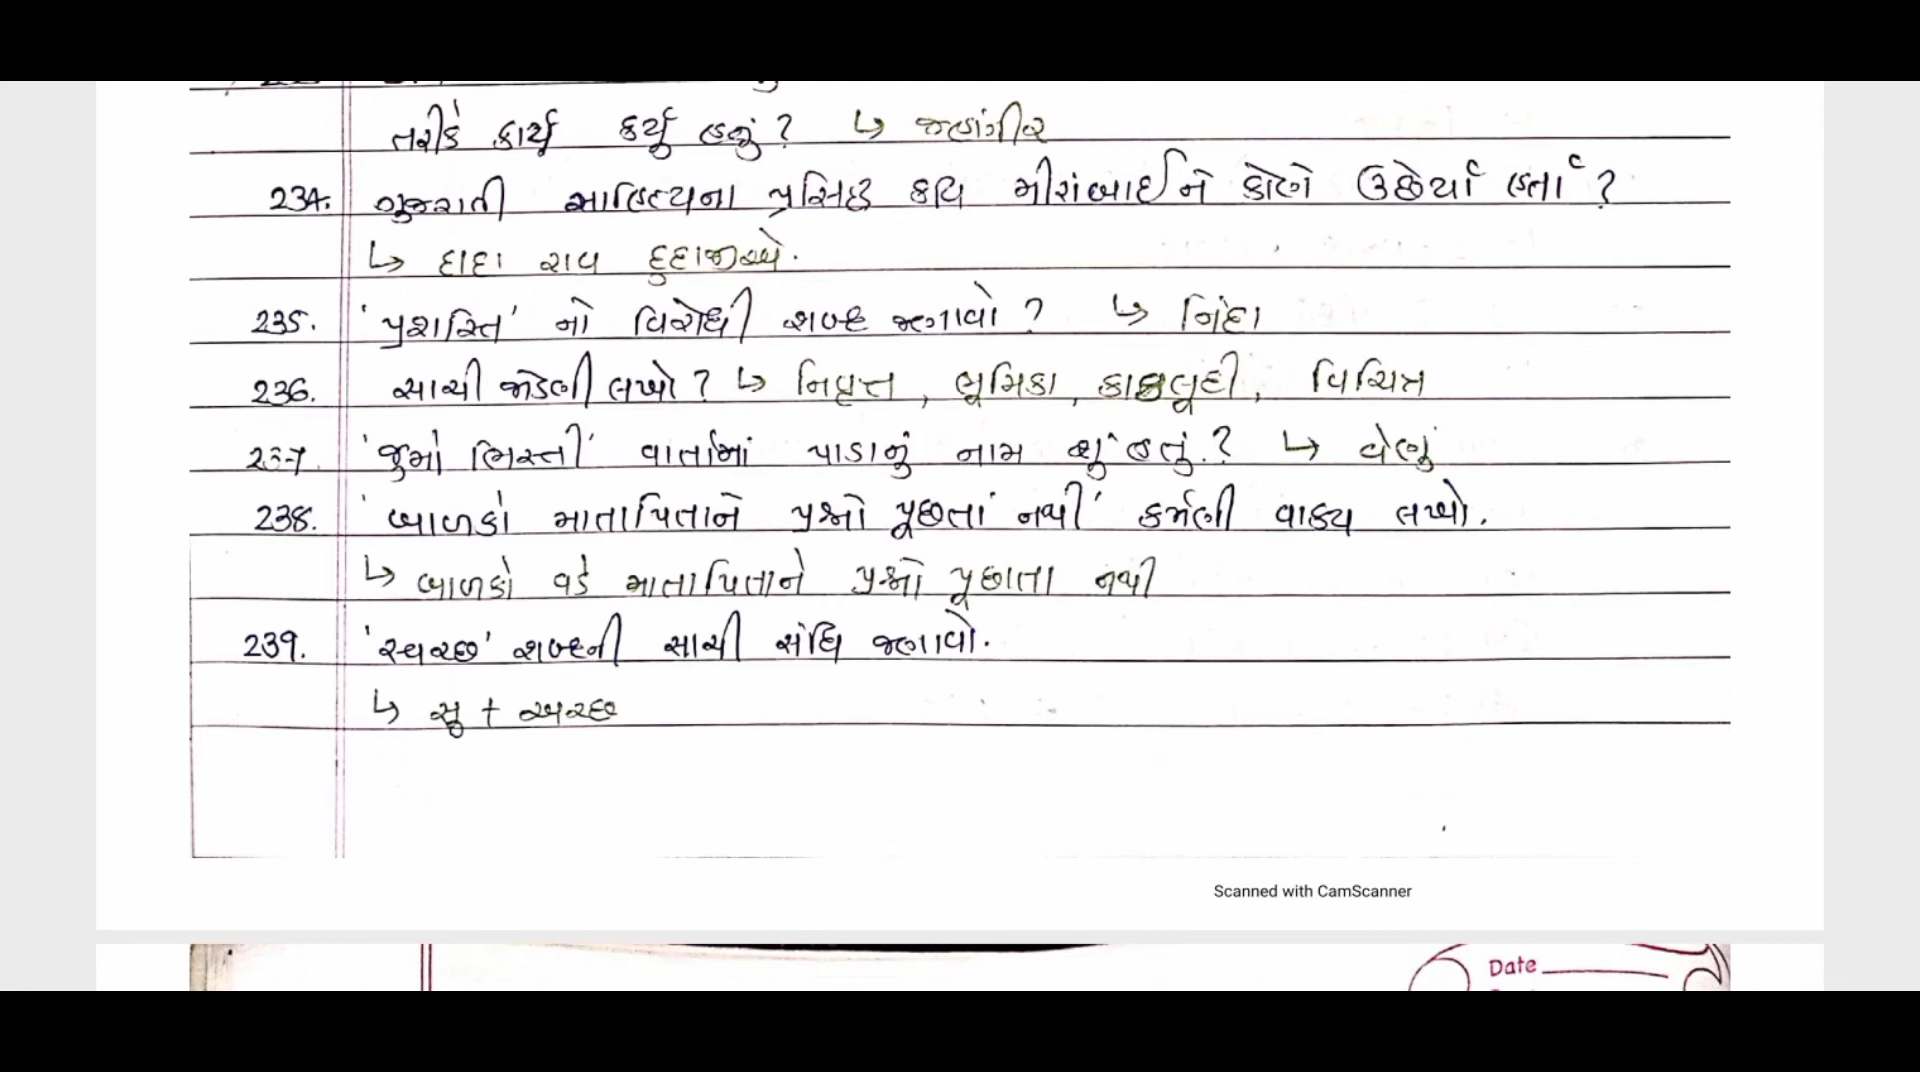 તરીકે કાર્ય કર્યું હતું? ↳ જહાંગીર
234. ગુજરાતી સાહિત્યના પ્રસિદ્ધ કવિ મીરાંબાઈને કોણે ઉછેર્યાં હતાં?
↳ દાદા રાવ દુદાજીએ.
235. 'પ્રશસ્તિ' નો વિરોધી શબ્દ જણાવો? ↳ નિંદા
236. સાચી જોડણી લખો? ↳ નિવૃત્ત, ભૂમિકા, વિચિત્ર
237. 'જુમો ભિસ્તી' વાર્તામાં પાડાનું નામ શું હતું.? ↳ વેણું
238. 'બાળકો માતાપિતાને પ્રશ્નો પૂછતાં નથી' કર્મણી વાક્ય લખો.
↳ બાળકો વડે માતાપિતાને પ્રશ્નો પૂછાતા નથી
239. 'સ્વચ્છ' શબ્દની સાચી સંધિ જણાવો.
↳ સુ + અચ્છ
Scanned with CamScanner
Date